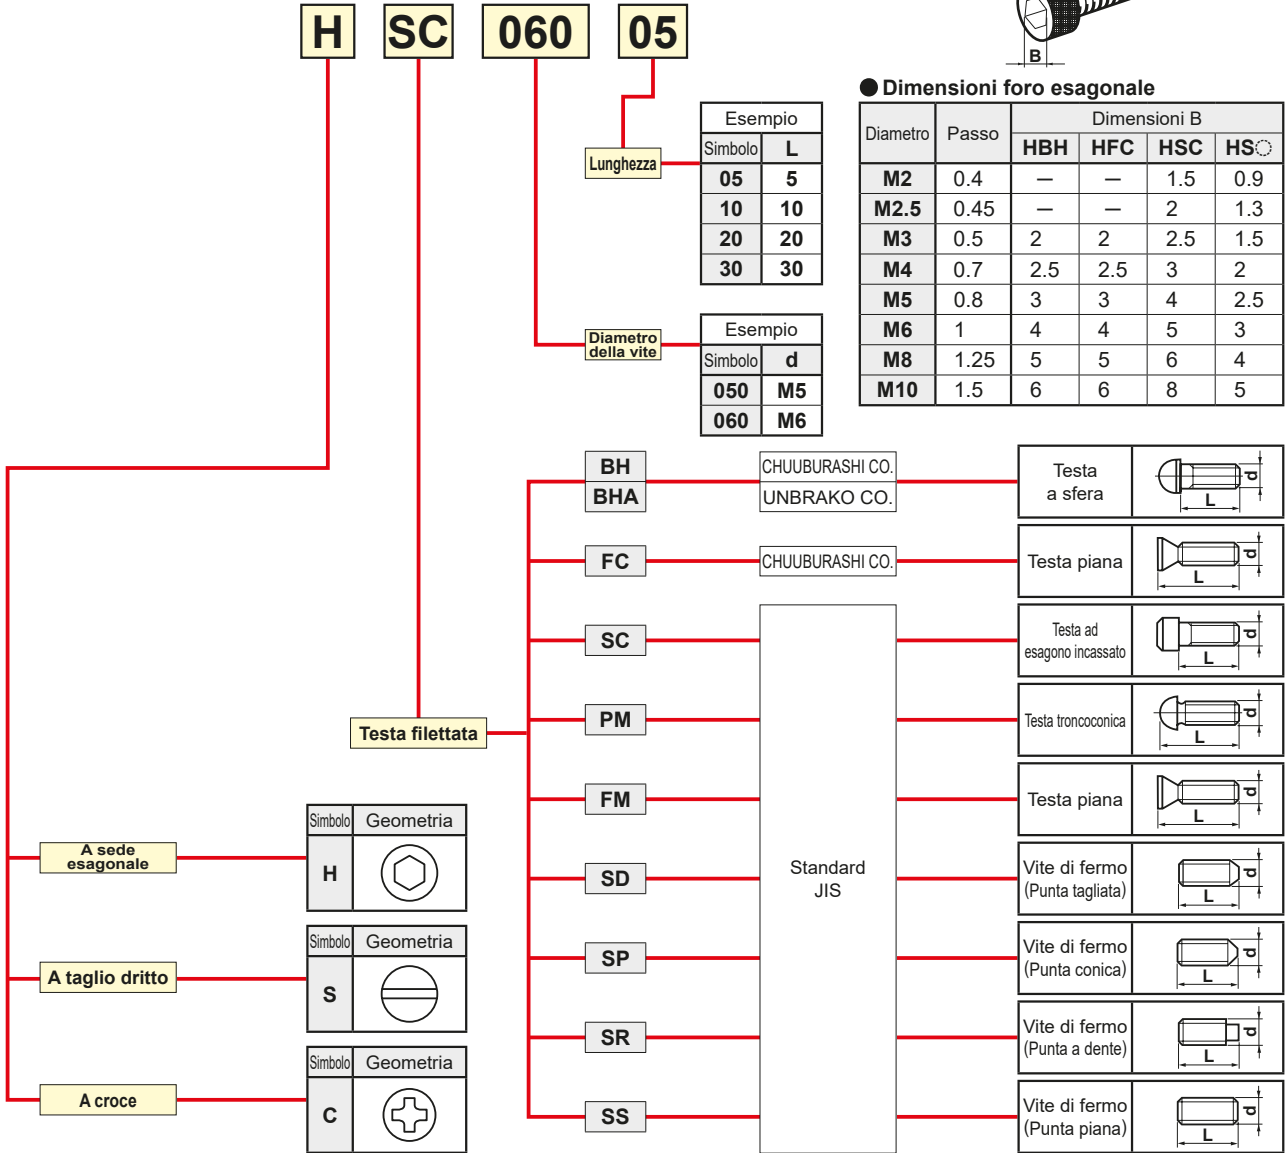 H SC 060 05
B
● Dimensioni foro esagonale
Diametro Passo Dimensioni B
HBH HFC HSC HS◌
M2 0.4 — — 1.5 0.9
M2.5 0.45 — — 2 1.3
M3 0.5 2 2 2.5 1.5
M4 0.7 2.5 2.5 3 2
M5 0.8 3 3 4 2.5
M6 1 4 4 5 3
M8 1.25 5 5 6 4
M10 1.5 6 6 8 5
Lunghezza
Esempio
Simbolo L
05 5
10 10
20 20
30 30
Diametro
della vite
Esempio
Simbolo d
050 M5
060 M6
Testa filettata
BH CHUUBURASHI CO.
BHA UNBRAKO CO.
Testa
a sfera
L d
FC CHUUBURASHI CO. Testa piana
L d
SC
Testa ad
esagono incassato
L d
PM Testa troncoconica
L d
FM Testa piana
L d
Standard
JIS
SD
Vite di fermo
(Punta tagliata)
L d
SP
Vite di fermo
(Punta conica)
L d
SR
Vite di fermo
(Punta a dente)
L d
SS
Vite di fermo
(Punta piana)
L d
A sede
esagonale
Simbolo Geometria
H
A taglio dritto
Simbolo Geometria
S
A croce
Simbolo Geometria
C